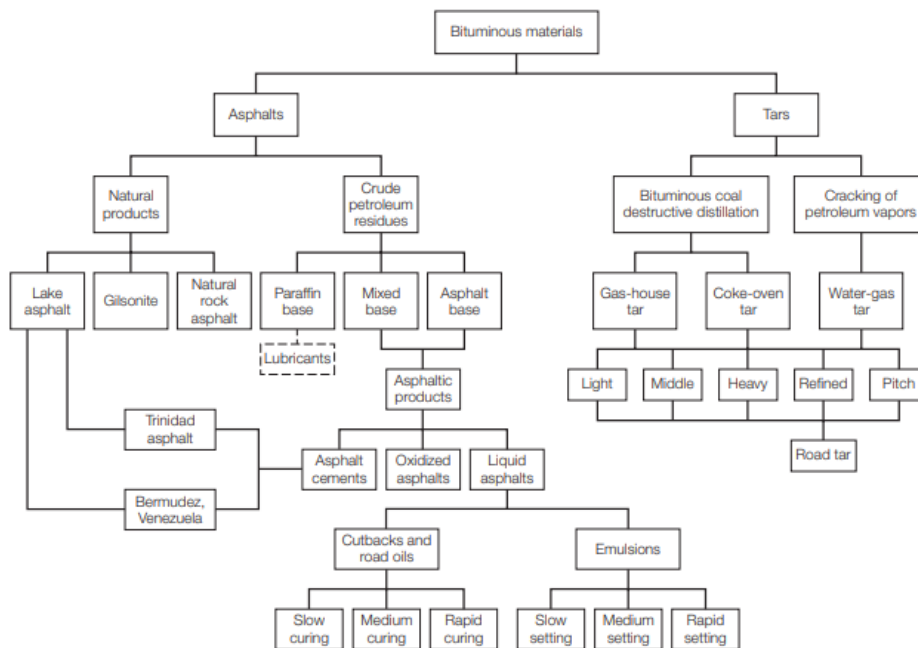 Bituminous materials
Asphalts
Tars
Natural
products
Crude
petroleum
residues
Bituminous coal
destructive distillation
Cracking of
petroleum vapors
Lake
asphalt
Gilsonite
Natural
rock
asphalt
Paraffin
base
Mixed
base
Asphalt
base
Gas-house
tar
Coke-oven
tar
Water-gas
tar
Lubricants
Asphaltic
products
Light
Middle
Heavy
Refined
Pitch
Trinidad
asphalt
Road tar
Asphalt
cements
Oxidized
asphalts
Liquid
asphalts
Bermudez,
Venezuela
Cutbacks and
road oils
Emulsions
Slow
curing
Medium
curing
Rapid
curing
Slow
setting
Medium
setting
Rapid
setting